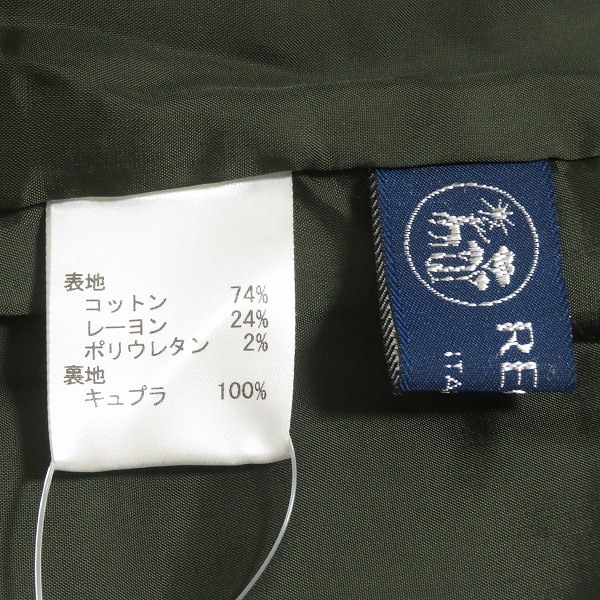 表地
コットン 74%
レーヨン 24%
ポリウレタン 2%
裏地
キュプラ 100%
RE
ITA